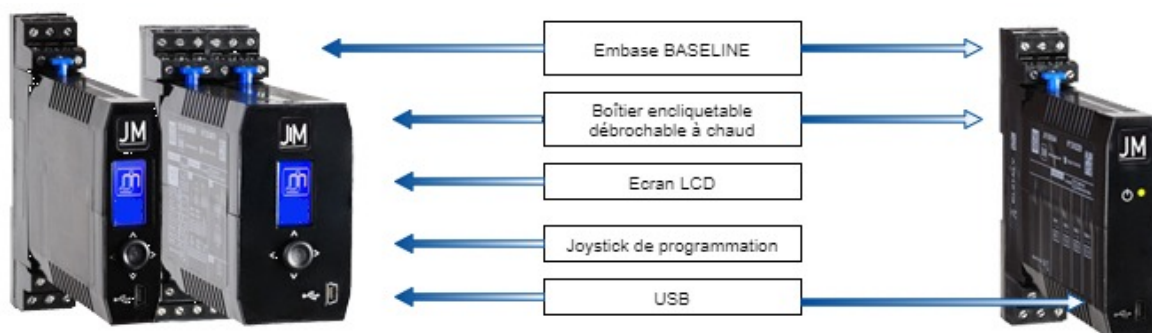 Embase BASELINE
Boîtier encliquetable
débrochable à chaud
Ecran LCD
Joystick de programmation
USB
JM
JM
JM